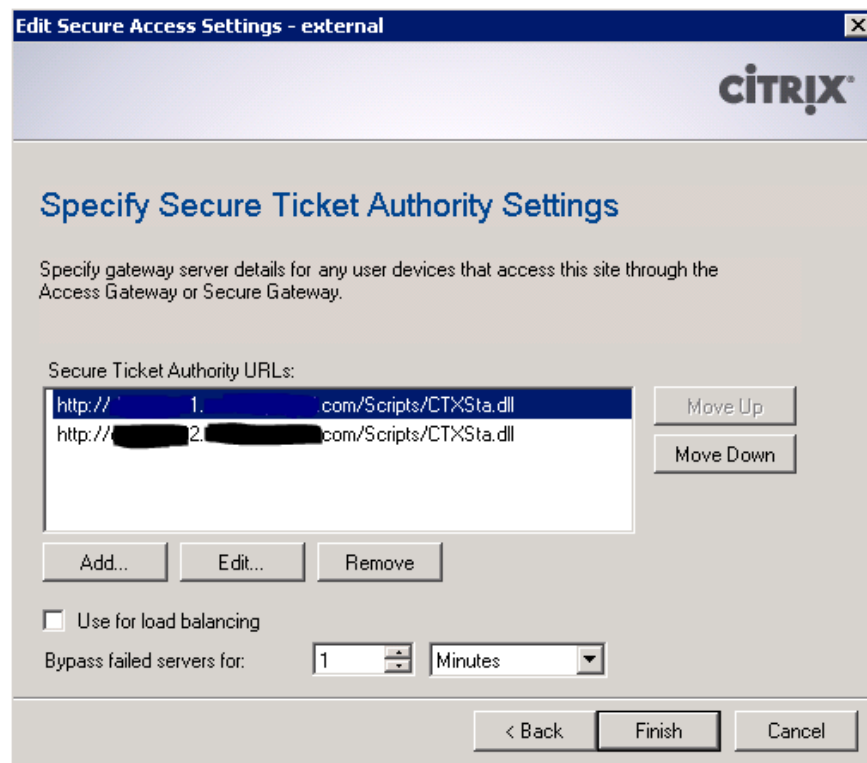 Edit Secure Access Settings - external
CITRIX
Specify Secure Ticket Authority Settings
Specify gateway server details for any user devices that access this site through the
Access Gateway or Secure Gateway.
Secure Ticket Authority URLs:
http:// 1. .com/Scripts/CTXSta.dll
Move Up
http:// 2. com/Scripts/CTXSta.dll
Move Down
Add... Edit... Remove
Use for load balancing
Bypass failed servers for: 1 Minutes
< Back Finish Cancel